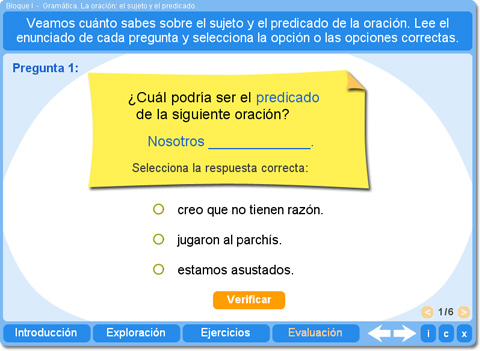 Bloque I - Gramática. La oración: el sujeto y el predicado
Veamos cuánto sabes sobre el sujeto y el predicado de la oración. Lee el
enunciado de cada pregunta y selecciona la opción o las opciones correctas.
Pregunta 1:
¿Cuál podría ser el predicado
de la siguiente oración?
Nosotros ______________.
Selecciona la respuesta correcta:
creo que no tienen razón.
jugaron al parchís.
estamos asustados.
Verificar
1/6
Introducción Exploración Ejercicios Evaluación i c x